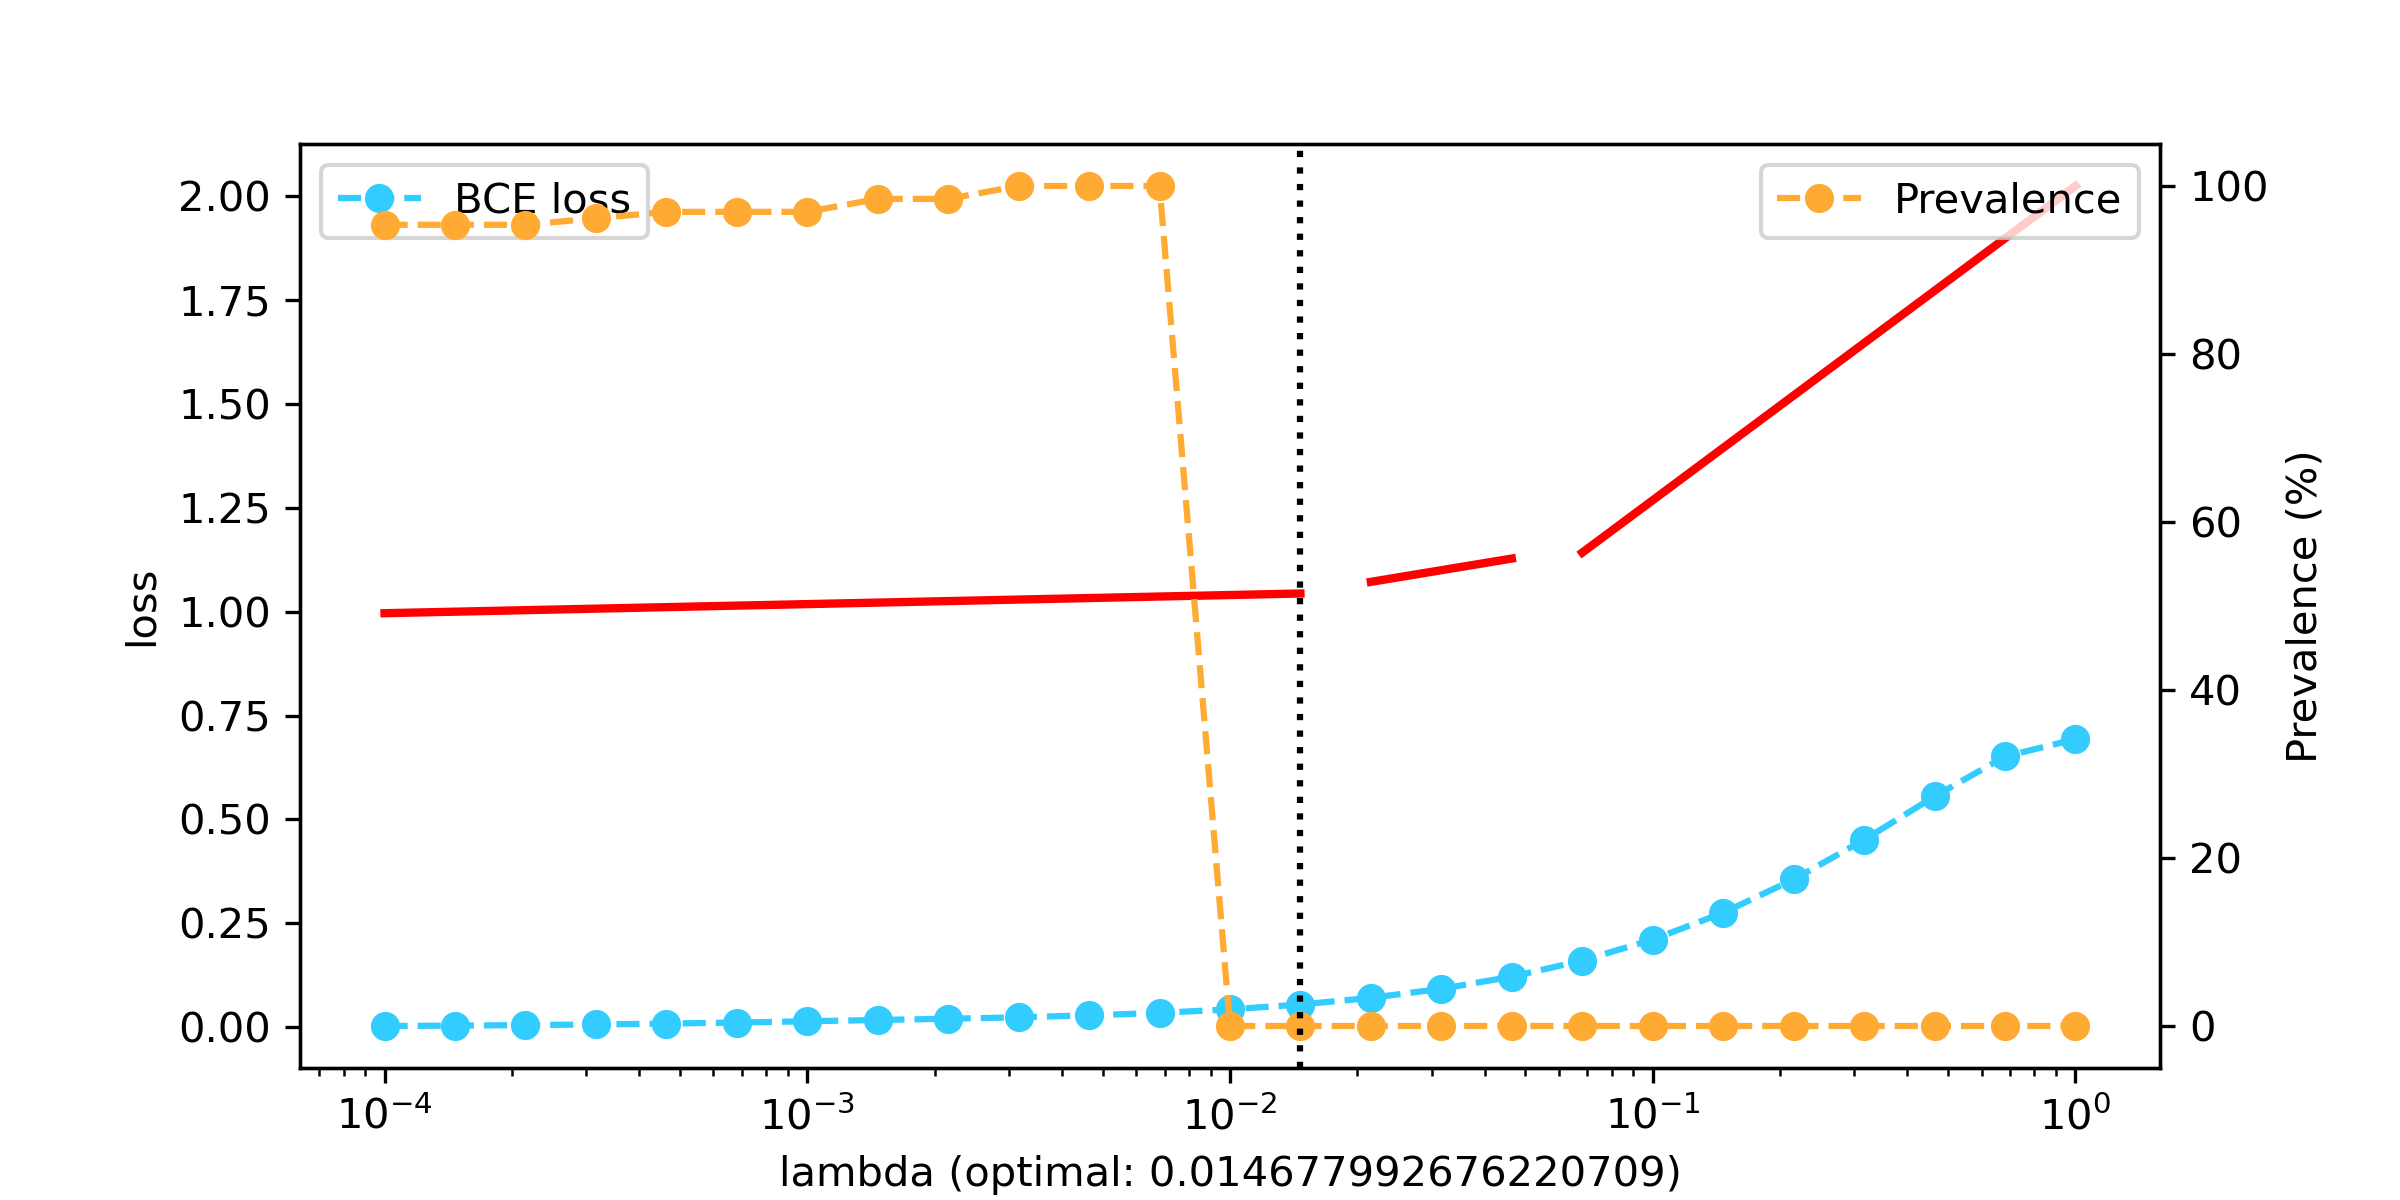 BCE loss
Prevalence
2.00
1.75
1.50
1.25
1.00
0.75
0.50
0.25
0.00
loss
100
80
60
40
20
0
Prevalence (%)
10⁻⁴ 10⁻³ 10⁻² 10⁻¹ 10⁰
lambda (optimal: 0.014677992676220709)